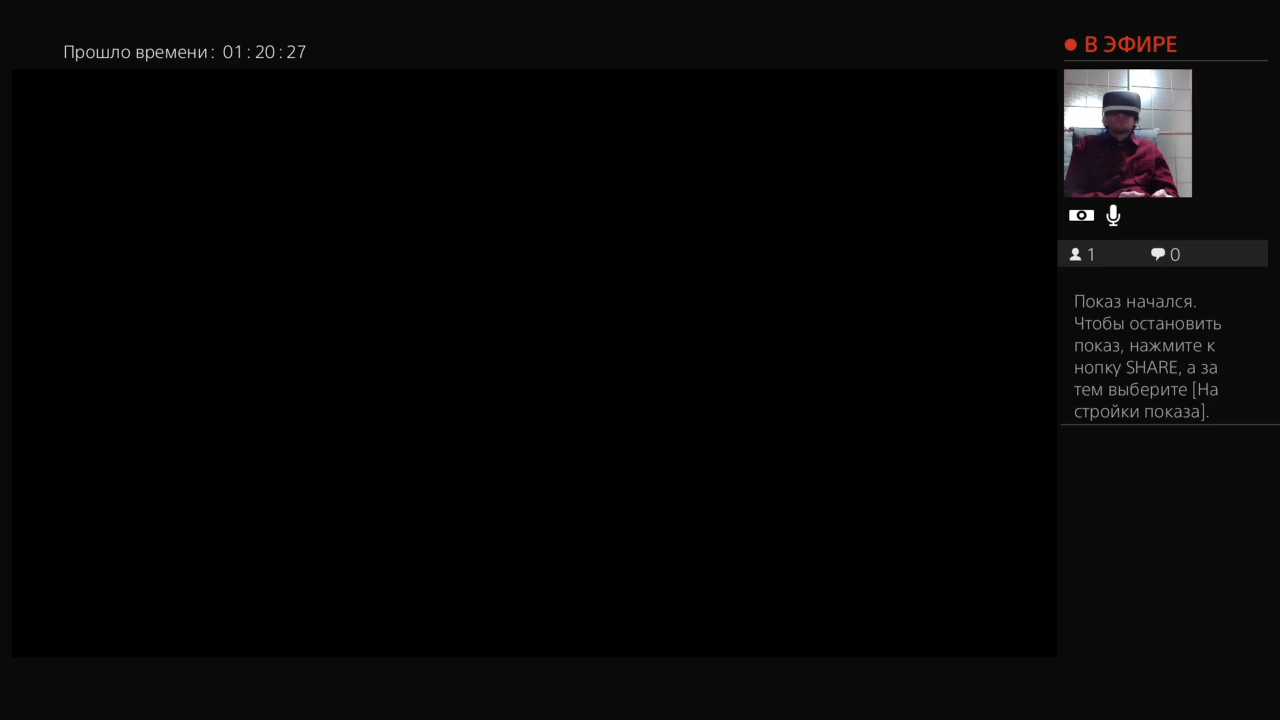 Прошло времени: 01:20:27
В ЭФИРЕ
1 0
Показ начался.
Чтобы остановить
показ, нажмите к
нопку SHARE, а за
тем выберите [На
стройки показа].